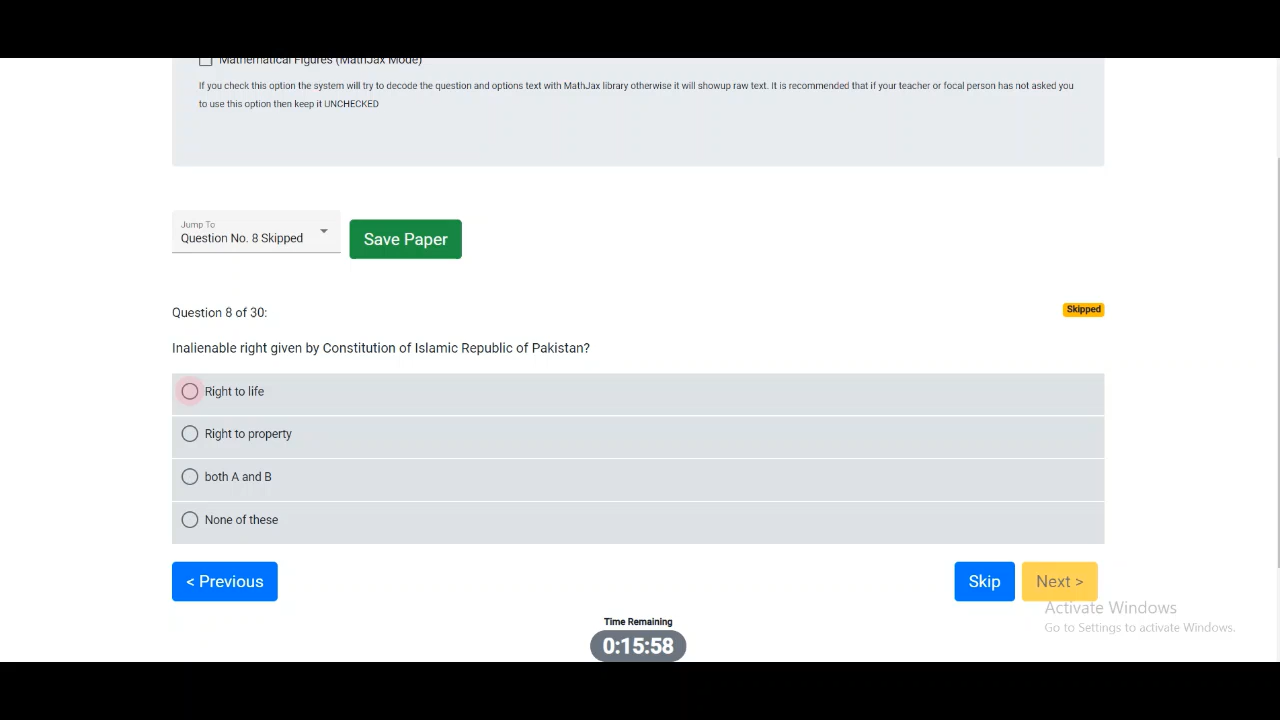 Mathematical Figures (MathJax Mode)
If you check this option the system will try to decode the question and options text with MathJax library otherwise it will showup raw text. It is recommended that if your teacher or focal person has not asked you
to use this option then keep it UNCHECKED
Jump To
Question No. 8 Skipped
Save Paper
Question 8 of 30:
Skipped
Inalienable right given by Constitution of Islamic Republic of Pakistan?
Right to life
Right to property
both A and B
None of these
< Previous
Skip
Next >
Activate Windows
Go to Settings to activate Windows.
Time Remaining
0:15:58